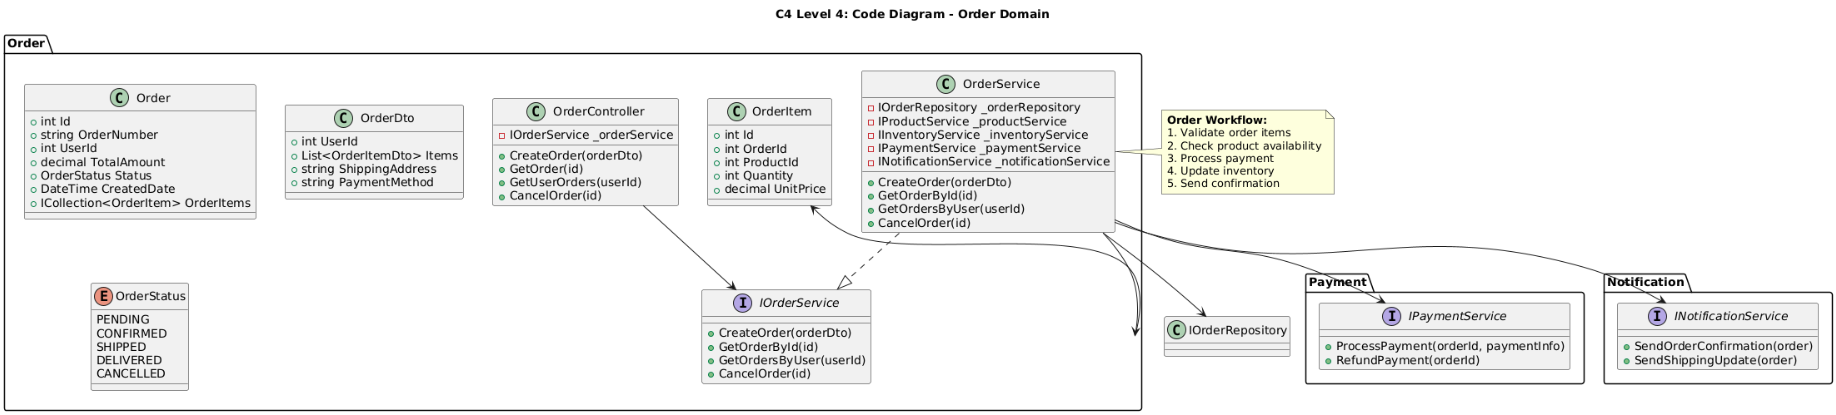 C4 Level 4: Code Diagram - Order Domain
Order
C Order
int Id
string OrderNumber
int UserId
decimal TotalAmount
OrderStatus Status
DateTime CreatedDate
ICollection<OrderItem> OrderItems
C OrderDto
int UserId
List<OrderItemDto> Items
string ShippingAddress
string PaymentMethod
C OrderController
IOrderService _orderService
CreateOrder(orderDto)
GetOrder(id)
GetUserOrders(userId)
CancelOrder(id)
C OrderItem
int Id
int OrderId
int ProductId
int Quantity
decimal UnitPrice
C OrderService
IOrderRepository _orderRepository
IProductService _productService
IInventoryService _inventoryService
IPaymentService _paymentService
INotificationService _notificationService
CreateOrder(orderDto)
GetOrderById(id)
GetOrdersByUser(userId)
CancelOrder(id)
Order Workflow:
1. Validate order items
2. Check product availability
3. Process payment
4. Update inventory
5. Send confirmation
E OrderStatus
PENDING
CONFIRMED
SHIPPED
DELIVERED
CANCELLED
I IOrderService
CreateOrder(orderDto)
GetOrderById(id)
GetOrdersByUser(userId)
CancelOrder(id)
C IOrderRepository
Payment
I IPaymentService
ProcessPayment(orderId, paymentInfo)
RefundPayment(orderId)
Notification
I INotificationService
SendOrderConfirmation(order)
SendShippingUpdate(order)